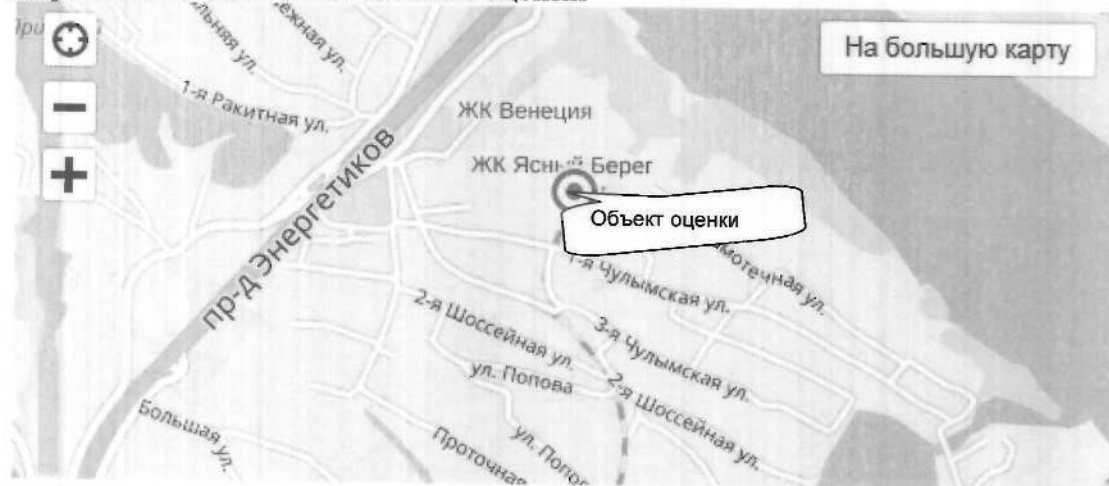 На большую карту
1-я Ракитная ул.
пр-д Энергетиков
ЖК Венеция
ЖК Ясный Берег
Объект оценки
1-я Чулымская ул.
2-я Шоссейная ул.
3-я Чулымская ул.
ул. Попова
2-я Шоссейная ул.
Большая ул.
Проточная